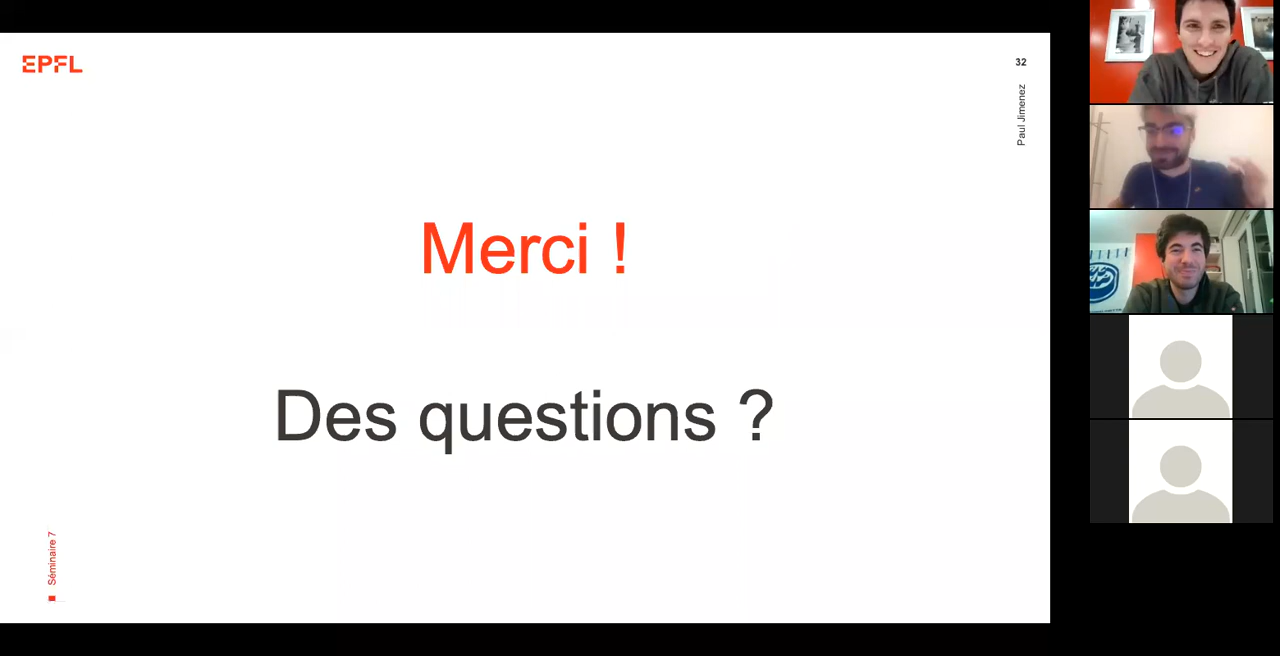 EPFL
32
Paul Jimenez
Merci !
Des questions ?
Séminaire 7